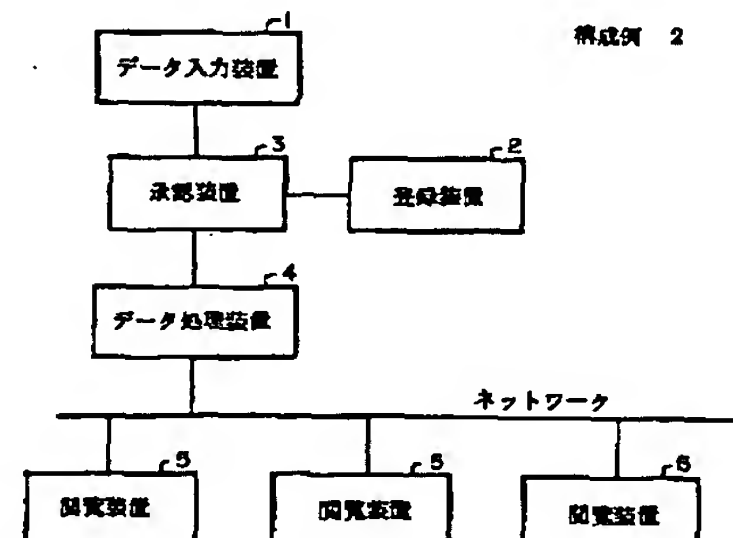 構成例 2
1
データ入力装置
3
承認装置
2
登録装置
4
データ処理装置
ネットワーク
5
閲覧装置
5
閲覧装置
5
閲覧装置